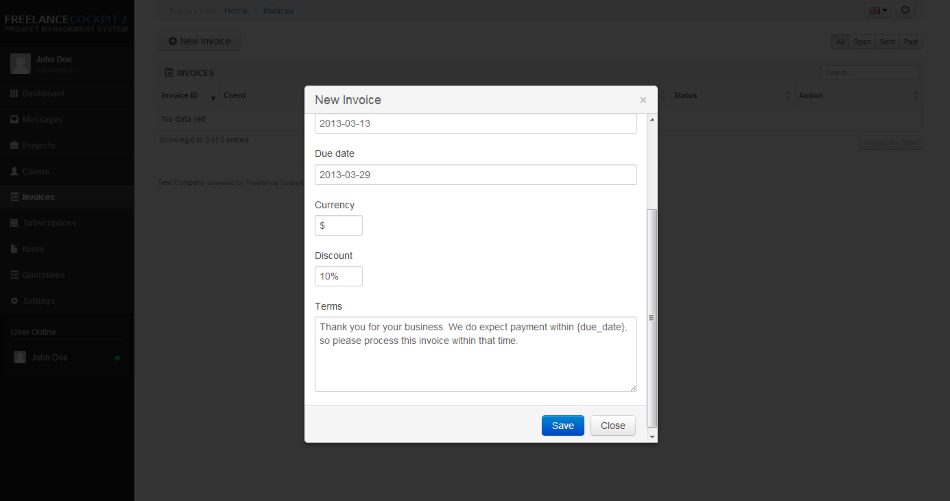 FREELANCECOCKPIT 2
PROJECT MANAGEMENT SYSTEM
John Doe
Dashboard
Messages
Projects
Clients
Invoices
Subscriptions
Items
Quotations
Settings
User Online
John Doe
Home
Invoices
New Invoice
All Open Sent Paid
INVOICES
Search
Invoice ID Client Status Action
No data yet!
Showing 0 to 0 of 0 entries
Test Company powered by Freelance Cockpit
New Invoice ×
2013-03-13
Due date
2013-03-29
Currency
$
Discount
10%
Terms
Thank you for your business. We do expect payment within {due_date},
so please process this invoice within that time.
Save Close